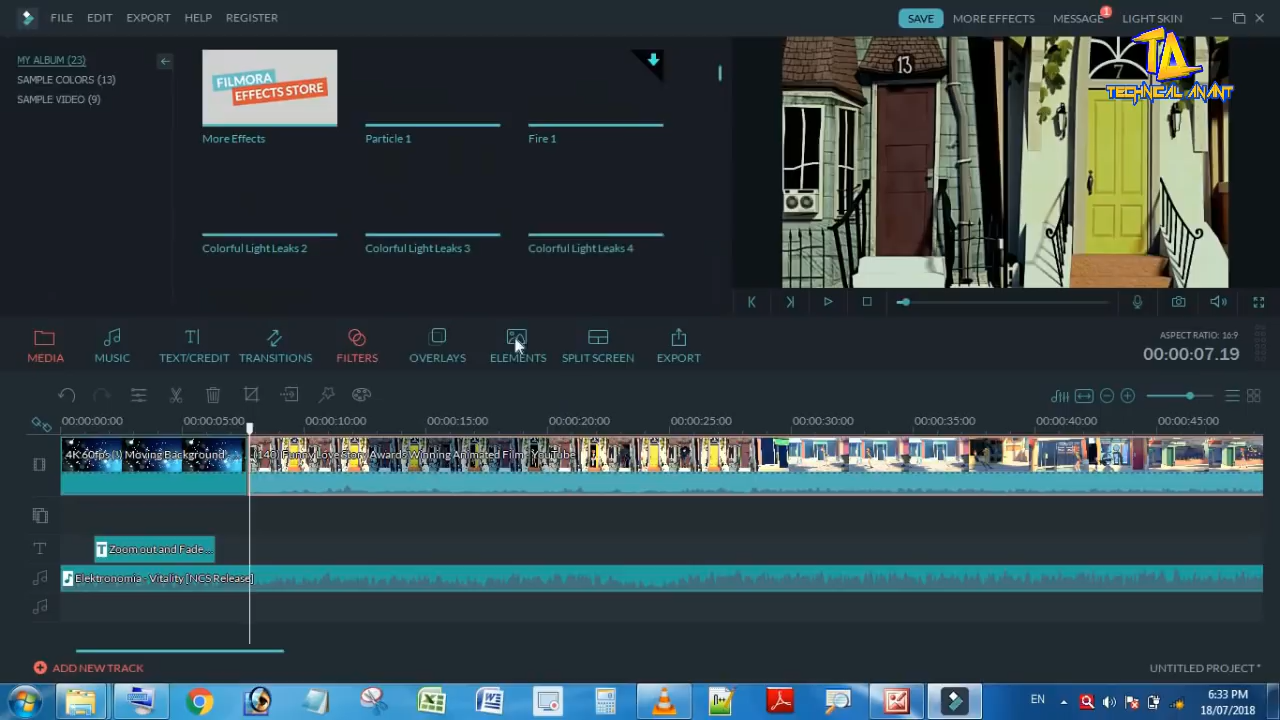 FILE EDIT EXPORT HELP REGISTER SAVE MORE EFFECTS MESSAGE 1 LIGHT SKIN
MY ALBUM (23)
SAMPLE COLORS (13)
SAMPLE VIDEO (9)
FILMORA
EFFECTS STORE
More Effects Particle 1 Fire 1
Colorful Light Leaks 2 Colorful Light Leaks 3 Colorful Light Leaks 4
13
7
TA
TECHNICAL ANANT
MEDIA MUSIC TEXT/CREDIT TRANSITIONS FILTERS OVERLAYS ELEMENTS SPLIT SCREEN EXPORT
ASPECT RATIO: 16:9
00:00:07.19
00:00:00:00 00:00:05:00 00:00:10:00 00:00:15:00 00:00:20:00 00:00:25:00 00:00:30:00 00:00:35:00 00:00:40:00 00:00:45:00
4K 60fps (!) Moving Background)... (140) Funny Love Story Awards Winning Animated Film - YouTube
T Zoom out and Fade...
Elektronomia - Vitality [NCS Release]
ADD NEW TRACK UNTITLED PROJECT *
EN 6:33 PM
18/07/2018